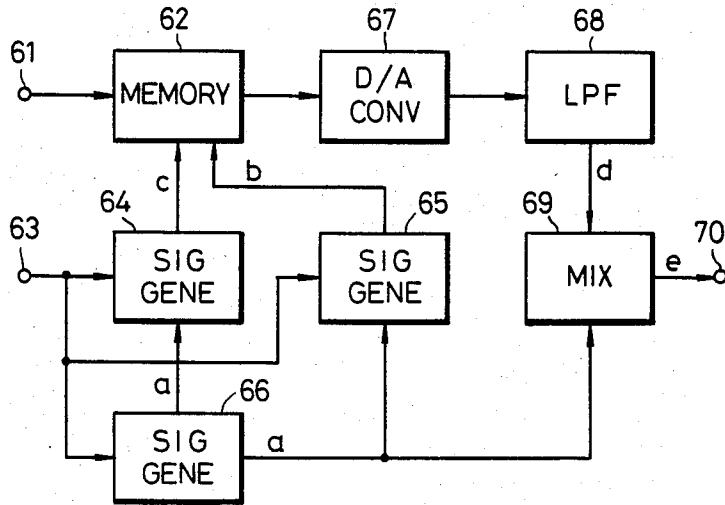 62
67
68
61
MEMORY
D/A
CONV
LPF
c
b
d
64
65
69
63
70
SIG
GENE
SIG
GENE
MIX
e
a
66
SIG
GENE
a